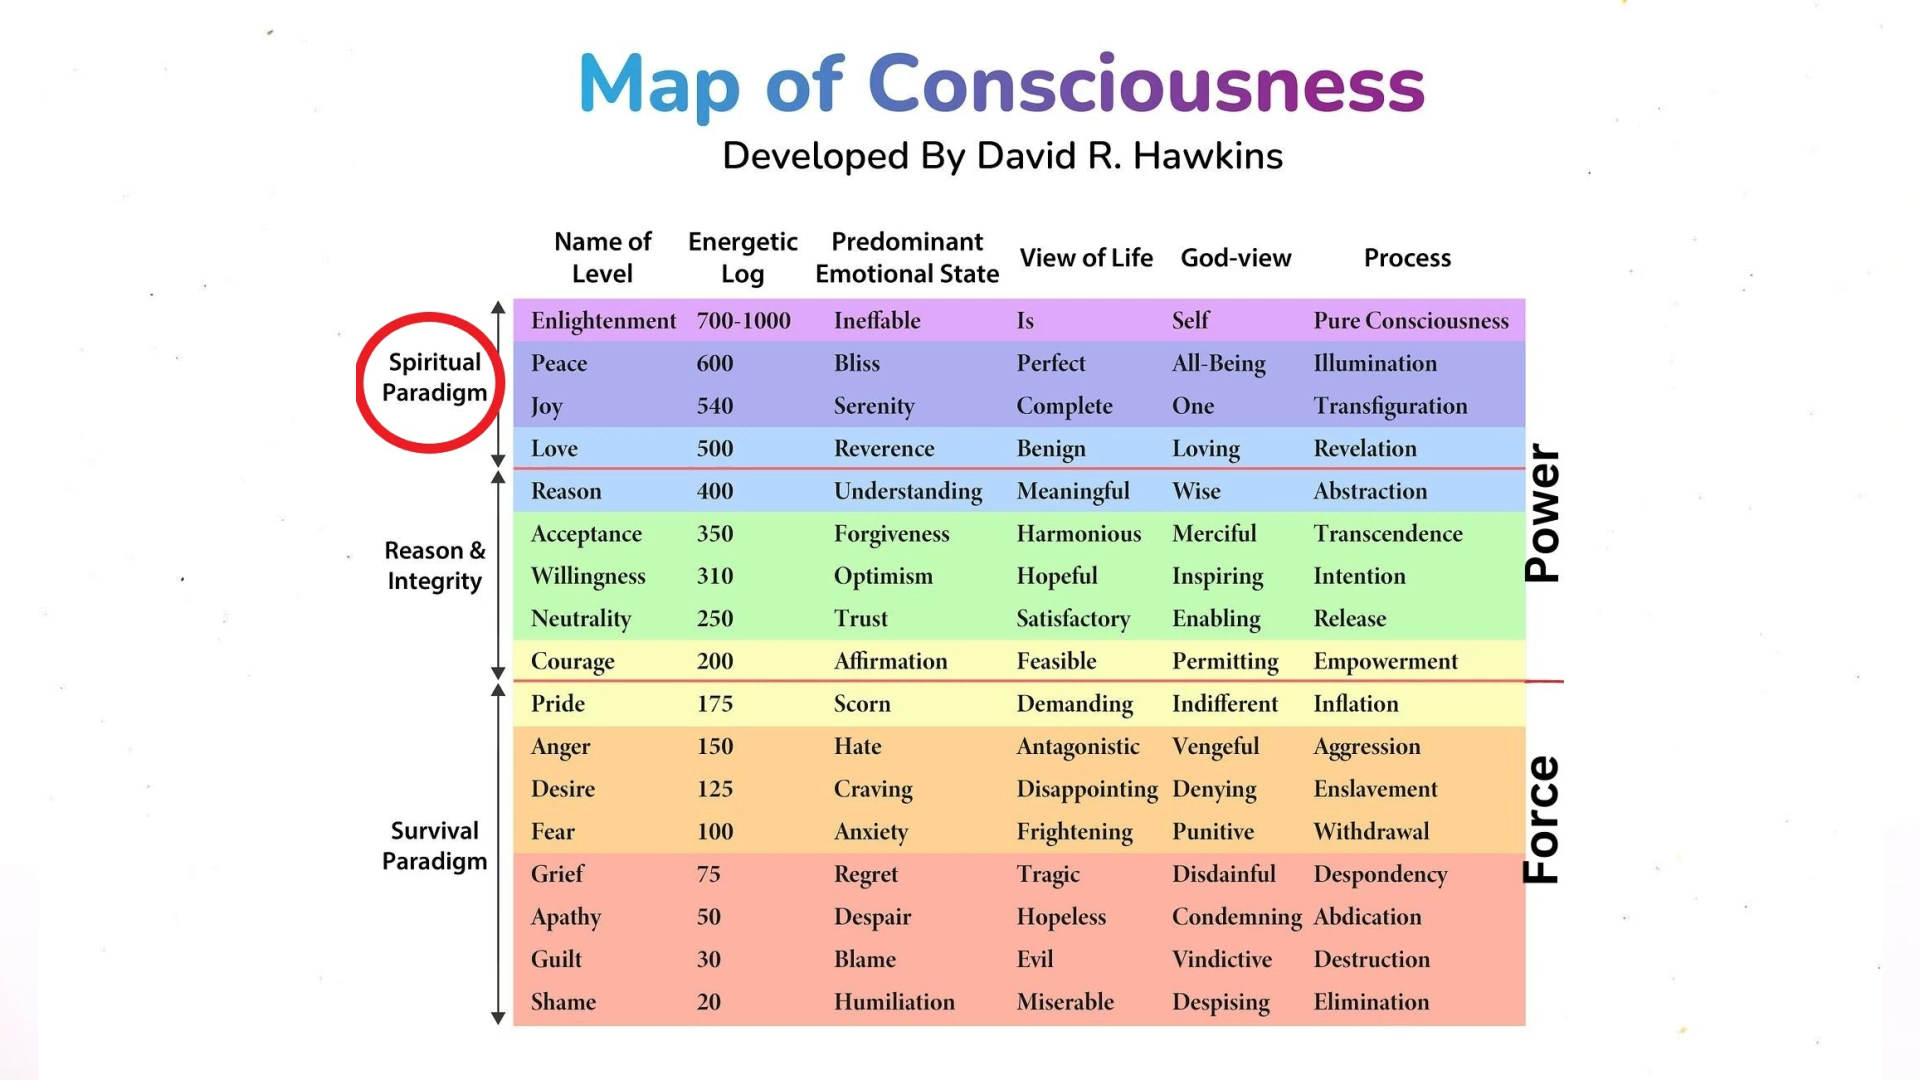 Map of Consciousness
Developed By David R. Hawkins
Name of Level Energetic Log Predominant Emotional State View of Life God-view Process
Spiritual
Paradigm
Enlightenment 700-1000 Ineffable Is Self Pure Consciousness
Peace 600 Bliss Perfect All-Being Illumination
Joy 540 Serenity Complete One Transfiguration
Love 500 Reverence Benign Loving Revelation
Reason &
Integrity
Reason 400 Understanding Meaningful Wise Abstraction
Acceptance 350 Forgiveness Harmonious Merciful Transcendence
Willingness 310 Optimism Hopeful Inspiring Intention
Neutrality 250 Trust Satisfactory Enabling Release
Courage 200 Affirmation Feasible Permitting Empowerment
Power
Survival
Paradigm
Pride 175 Scorn Demanding Indifferent Inflation
Anger 150 Hate Antagonistic Vengeful Aggression
Desire 125 Craving Disappointing Denying Enslavement
Fear 100 Anxiety Frightening Punitive Withdrawal
Grief 75 Regret Tragic Disdainful Despondency
Apathy 50 Despair Hopeless Condemning Abdication
Guilt 30 Blame Evil Vindictive Destruction
Shame 20 Humiliation Miserable Despising Elimination
Force